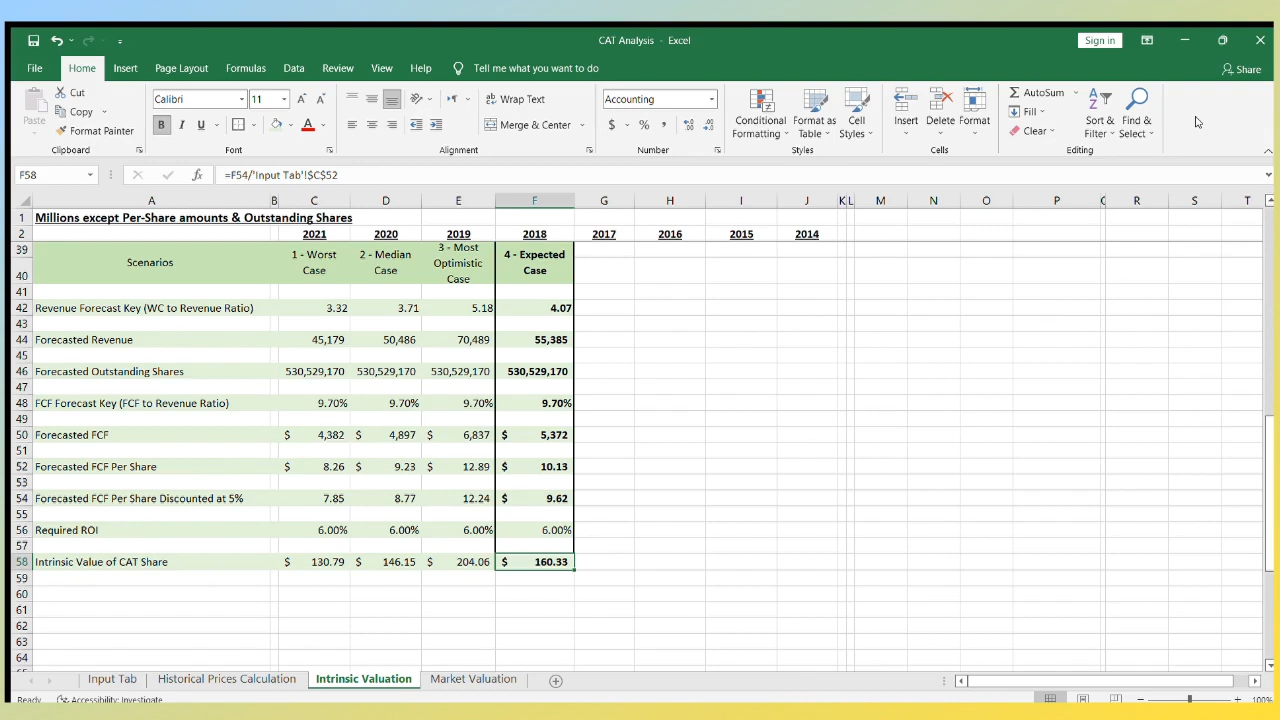 CAT Analysis - Excel
Sign in
File Home Insert Page Layout Formulas Data Review View Help Tell me what you want to do Share
Paste Cut Copy Format Painter
Calibri 11
B I U A
Wrap Text
Merge & Center
Accounting
$ %
Conditional Formatting Format as Table Cell Styles
Insert Delete Format
AutoSum Fill Clear
Sort & Filter Find & Select
Clipboard Font Alignment Number Styles Cells Editing
F58 fx =F54/'Input Tab'!$C$52
A B C D E F G H I J K L M N O P Q R S T
1 Millions except Per-Share amounts & Outstanding Shares
2 2021 2020 2019 2018 2017 2016 2015 2014
39
40 Scenarios 1 - Worst Case 2 - Median Case 3 - Most Optimistic Case 4 - Expected Case
41
42 Revenue Forecast Key (WC to Revenue Ratio) 3.32 3.71 5.18 4.07
43
44 Forecasted Revenue 45,179 50,486 70,489 55,385
45
46 Forecasted Outstanding Shares 530,529,170 530,529,170 530,529,170 530,529,170
47
48 FCF Forecast Key (FCF to Revenue Ratio) 9.70% 9.70% 9.70% 9.70%
49
50 Forecasted FCF $ 4,382 $ 4,897 $ 6,837 $ 5,372
51
52 Forecasted FCF Per Share $ 8.26 $ 9.23 $ 12.89 $ 10.13
53
54 Forecasted FCF Per Share Discounted at 5% 7.85 8.77 12.24 $ 9.62
55
56 Required ROI 6.00% 6.00% 6.00% 6.00%
57
58 Intrinsic Value of CAT Share $ 130.79 $ 146.15 $ 204.06 $ 160.33
59
60
61
62
63
64
Input Tab Historical Prices Calculation Intrinsic Valuation Market Valuation
Ready Accessibility: Investigate 100%